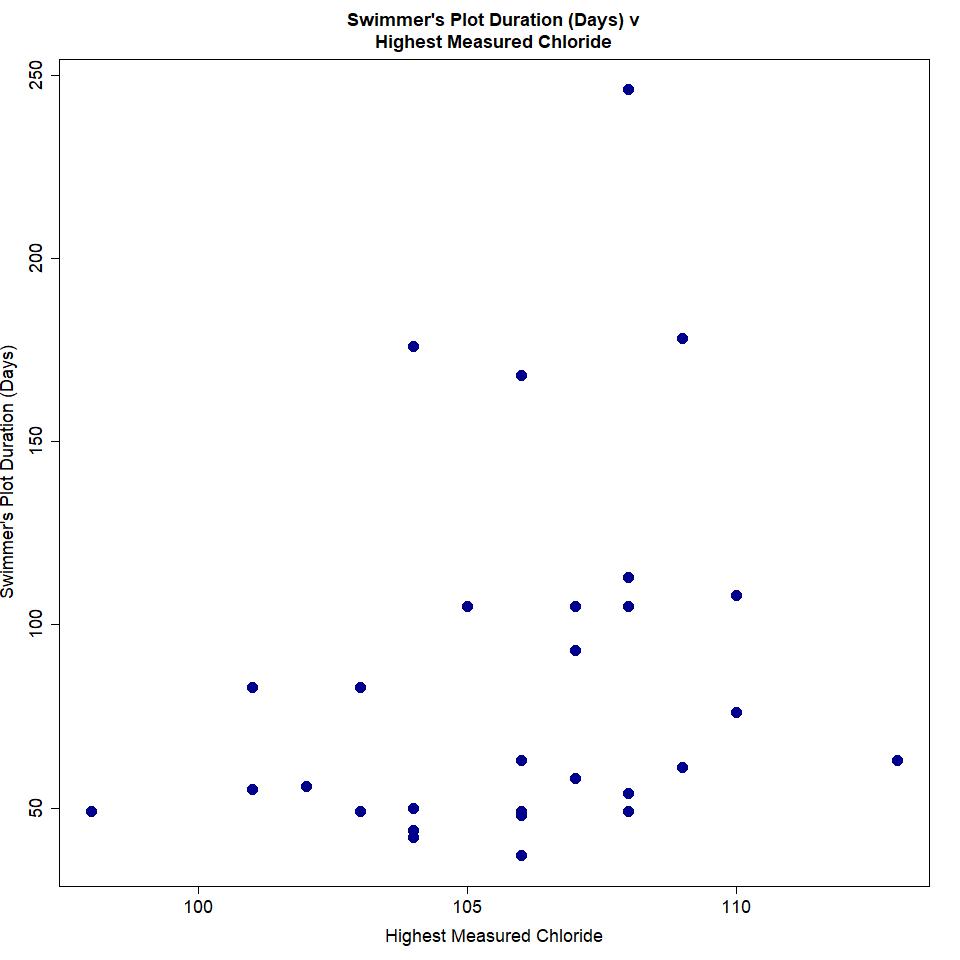 Swimmer's Plot Duration (Days) v
Highest Measured Chloride
Swimmer's Plot Duration (Days)
250
200
150
100
50
100 105 110
Highest Measured Chloride